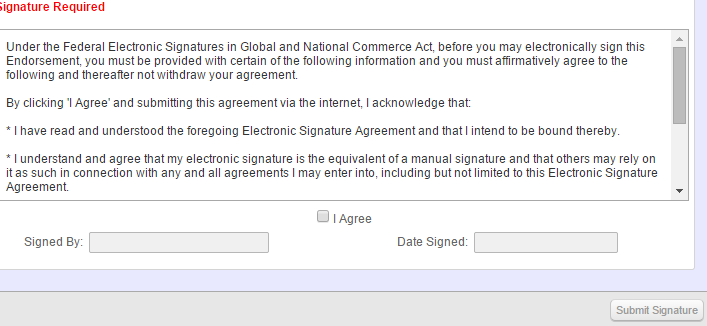 Signature Required
Under the Federal Electronic Signatures in Global and National Commerce Act, before you may electronically sign this
Endorsement, you must be provided with certain of the following information and you must affirmatively agree to the
following and thereafter not withdraw your agreement.
By clicking 'I Agree' and submitting this agreement via the internet, I acknowledge that:
* I have read and understood the foregoing Electronic Signature Agreement and that I intend to be bound thereby.
* I understand and agree that my electronic signature is the equivalent of a manual signature and that others may rely on
it as such in connection with any and all agreements I may enter into, including but not limited to this Electronic Signature
Agreement.
I Agree
Signed By: Date Signed:
Submit Signature